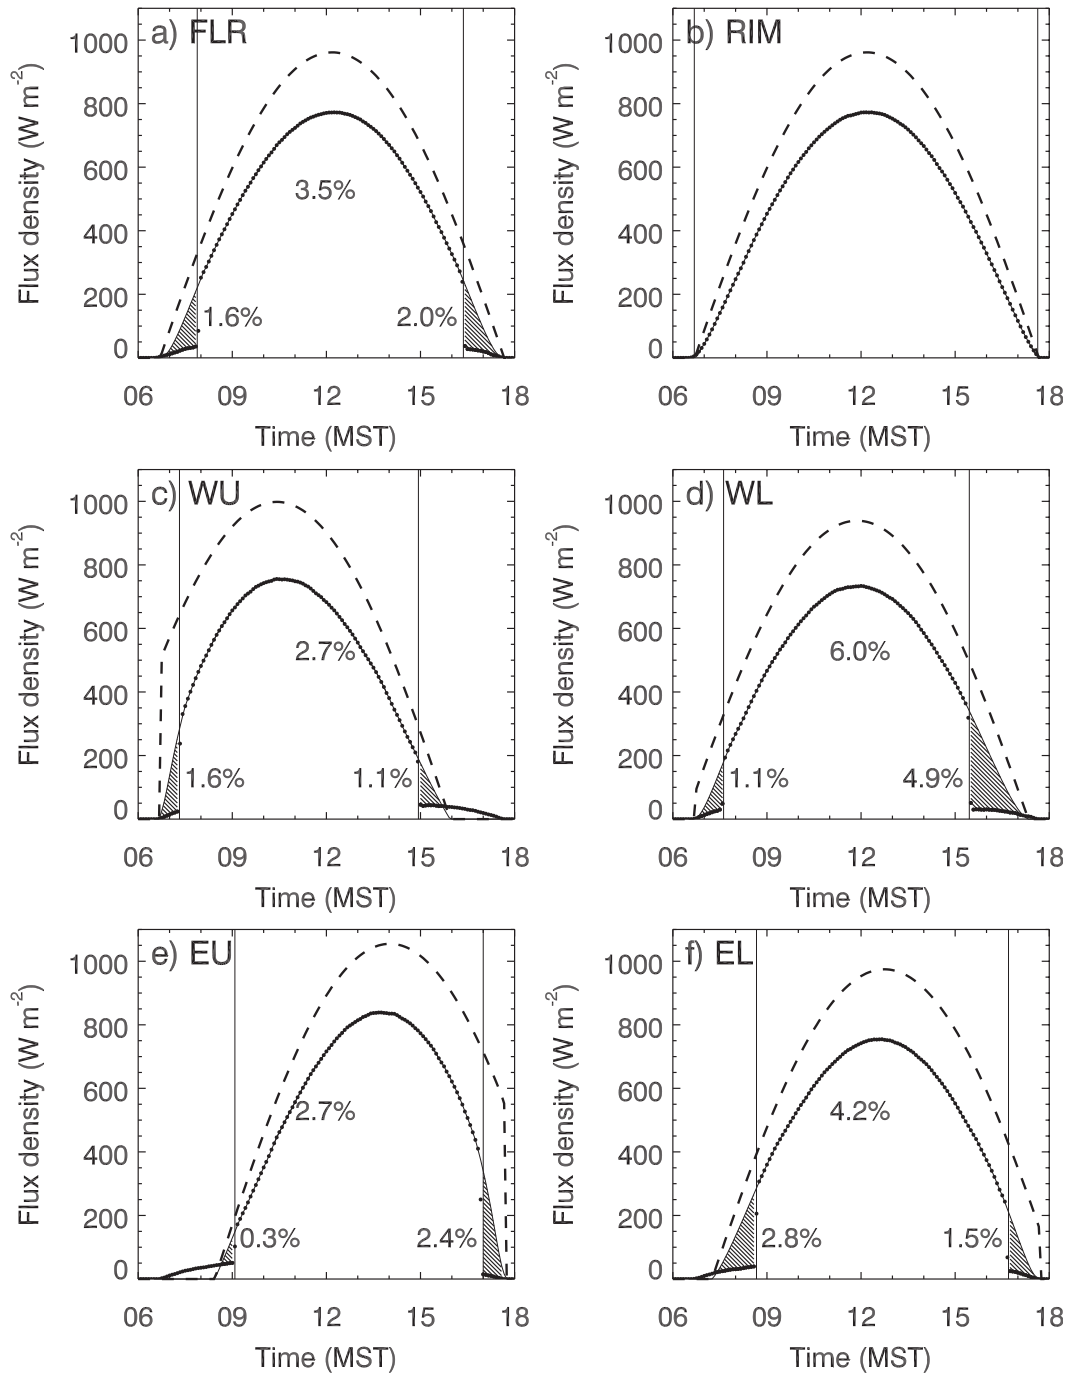 a) FLR
Flux density (W m-2)
1000
800
600
400
200
0
3.5%
1.6%
2.0%
06 09 12 15 18
Time (MST)
b) RIM
Flux density (W m-2)
1000
800
600
400
200
0
06 09 12 15 18
Time (MST)
c) WU
Flux density (W m-2)
1000
800
600
400
200
0
2.7%
1.6%
1.1%
06 09 12 15 18
Time (MST)
d) WL
Flux density (W m-2)
1000
800
600
400
200
0
6.0%
1.1%
4.9%
06 09 12 15 18
Time (MST)
e) EU
Flux density (W m-2)
1000
800
600
400
200
0
2.7%
0.3%
2.4%
06 09 12 15 18
Time (MST)
f) EL
Flux density (W m-2)
1000
800
600
400
200
0
4.2%
2.8%
1.5%
06 09 12 15 18
Time (MST)